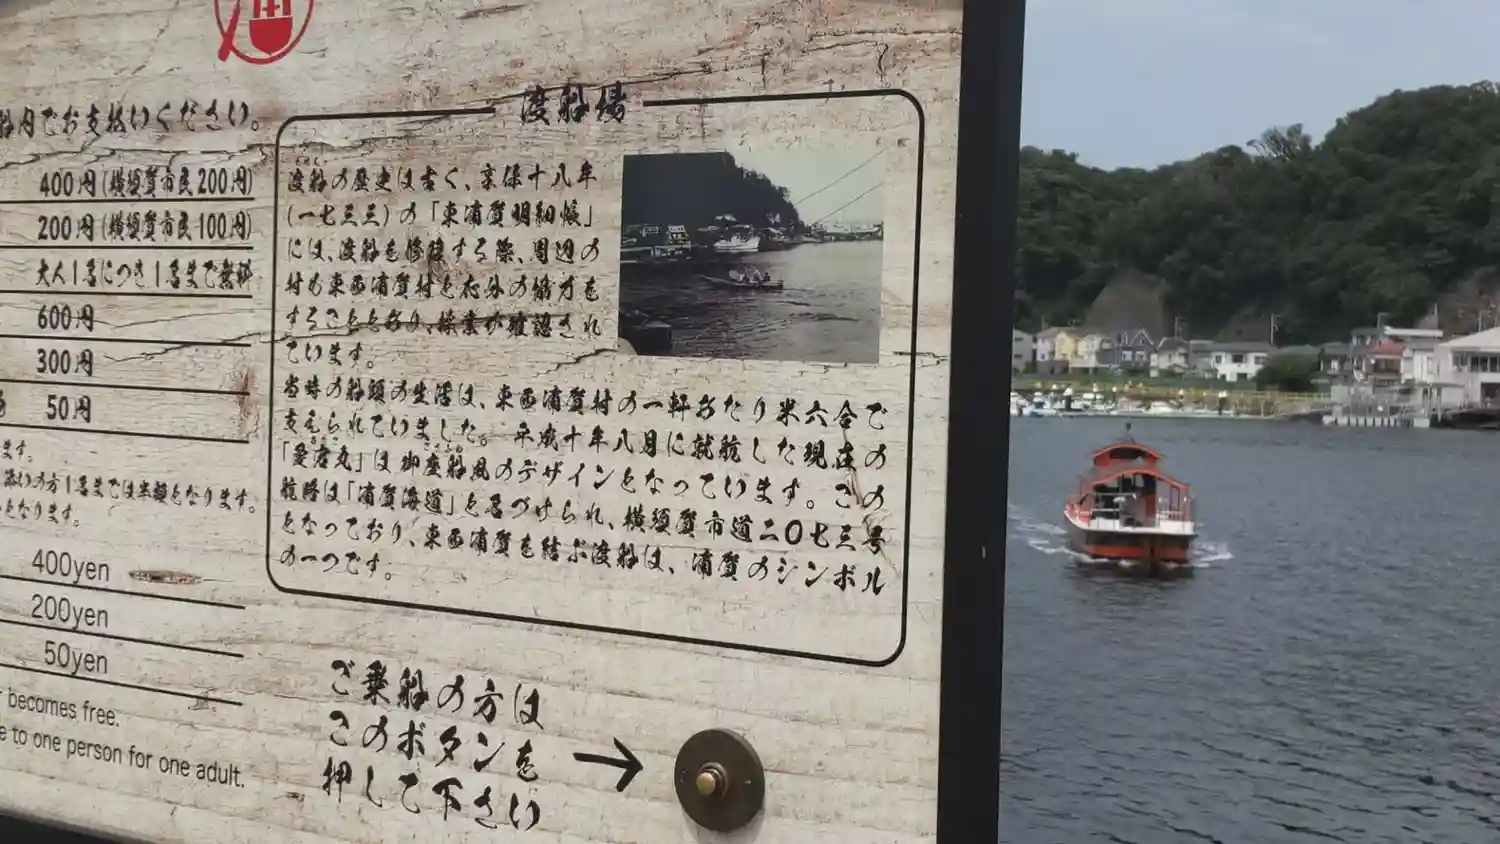 船内でお支払いください。
400円(横須賀市民200円)
200円(横須賀市民100円)
大人1名につき1名まで無料
600円
300円
50円
ます。
添いの方1名までは半額となります。
となります。
400yen
200yen
50yen
becomes free.
to one person for one adult.
渡船場
渡船の歴史は古く、享保十八年
(一七三三)の「東浦賀明細帳」
には、渡船を修除する際、周辺の
村も東西浦賀村と応分の協力を
することとなり、操業が確認され
ています。
当時の船頭の生活は、東西浦賀村の一軒あたり米六合で
支えられていました。平成十年八月に就航した現在の
「愛宕丸」は御座船風のデザインとなっています。この
航路は「浦賀海道」と名づけられ、横須賀市道二〇七三号
となっており、東西浦賀を結ぶ渡船は、浦賀のシンボル
の一つです。
ご乗船の方は
このボタンを
押して下さい